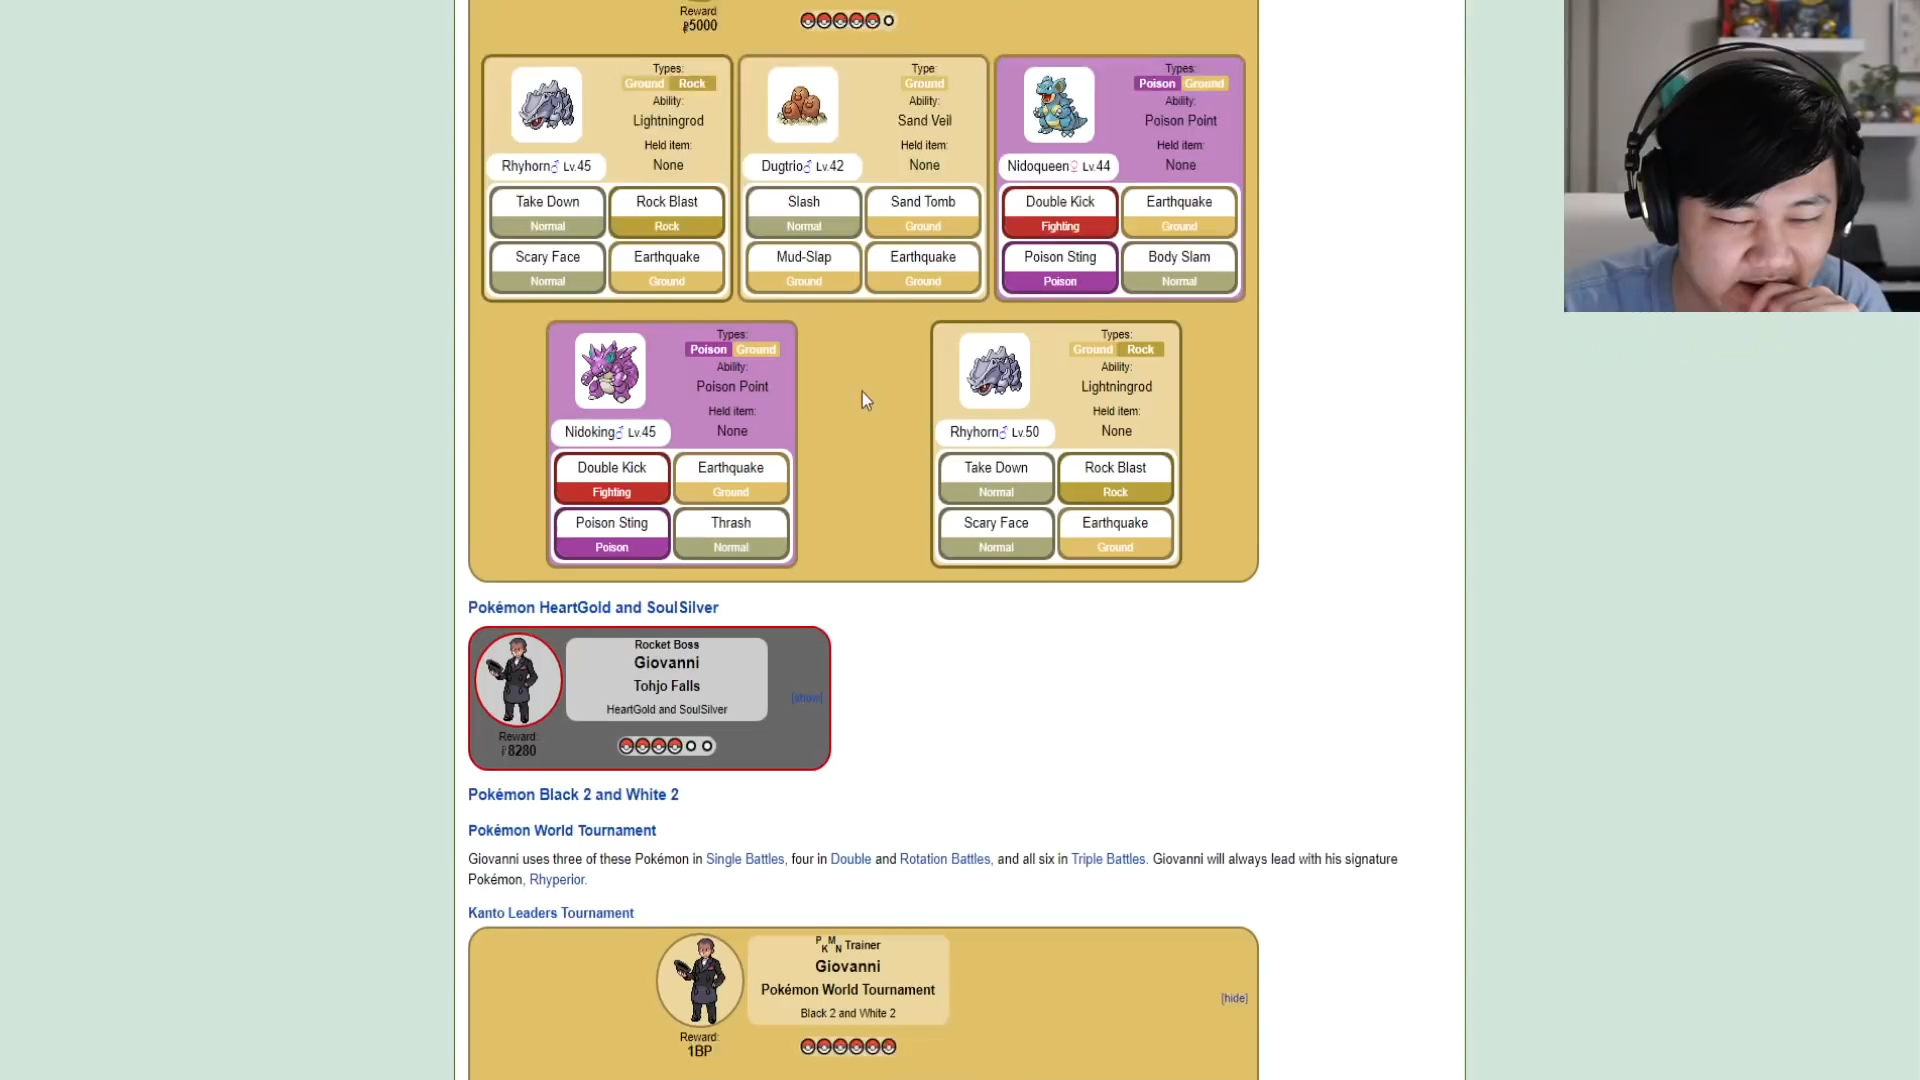 Reward:
₽5000
Types:
Ground Rock
Ability:
Lightningrod
Held item:
None
Rhyhorn♂ Lv.45
Take Down
Normal
Rock Blast
Rock
Scary Face
Normal
Earthquake
Ground
Type:
Ground
Ability:
Sand Veil
Held item:
None
Dugtrio♂ Lv.42
Slash
Normal
Sand Tomb
Ground
Mud-Slap
Ground
Earthquake
Ground
Types:
Poison Ground
Ability:
Poison Point
Held item:
None
Nidoqueen♀ Lv.44
Double Kick
Fighting
Earthquake
Ground
Poison Sting
Poison
Body Slam
Normal
Types:
Poison Ground
Ability:
Poison Point
Held item:
None
Nidoking♂ Lv.45
Double Kick
Fighting
Earthquake
Ground
Poison Sting
Poison
Thrash
Normal
Types:
Ground Rock
Ability:
Lightningrod
Held item:
None
Rhyhorn♂ Lv.50
Take Down
Normal
Rock Blast
Rock
Scary Face
Normal
Earthquake
Ground
Pokémon HeartGold and SoulSilver
Rocket Boss
Giovanni
Tohjo Falls
HeartGold and SoulSilver
[show]
Reward:
₽8280
Pokémon Black 2 and White 2
Pokémon World Tournament
Giovanni uses three of these Pokémon in Single Battles, four in Double and Rotation Battles, and all six in Triple Battles. Giovanni will always lead with his signature
Pokémon, Rhyperior.
Kanto Leaders Tournament
PKMN Trainer
Giovanni
Pokémon World Tournament
Black 2 and White 2
[hide]
Reward:
1BP